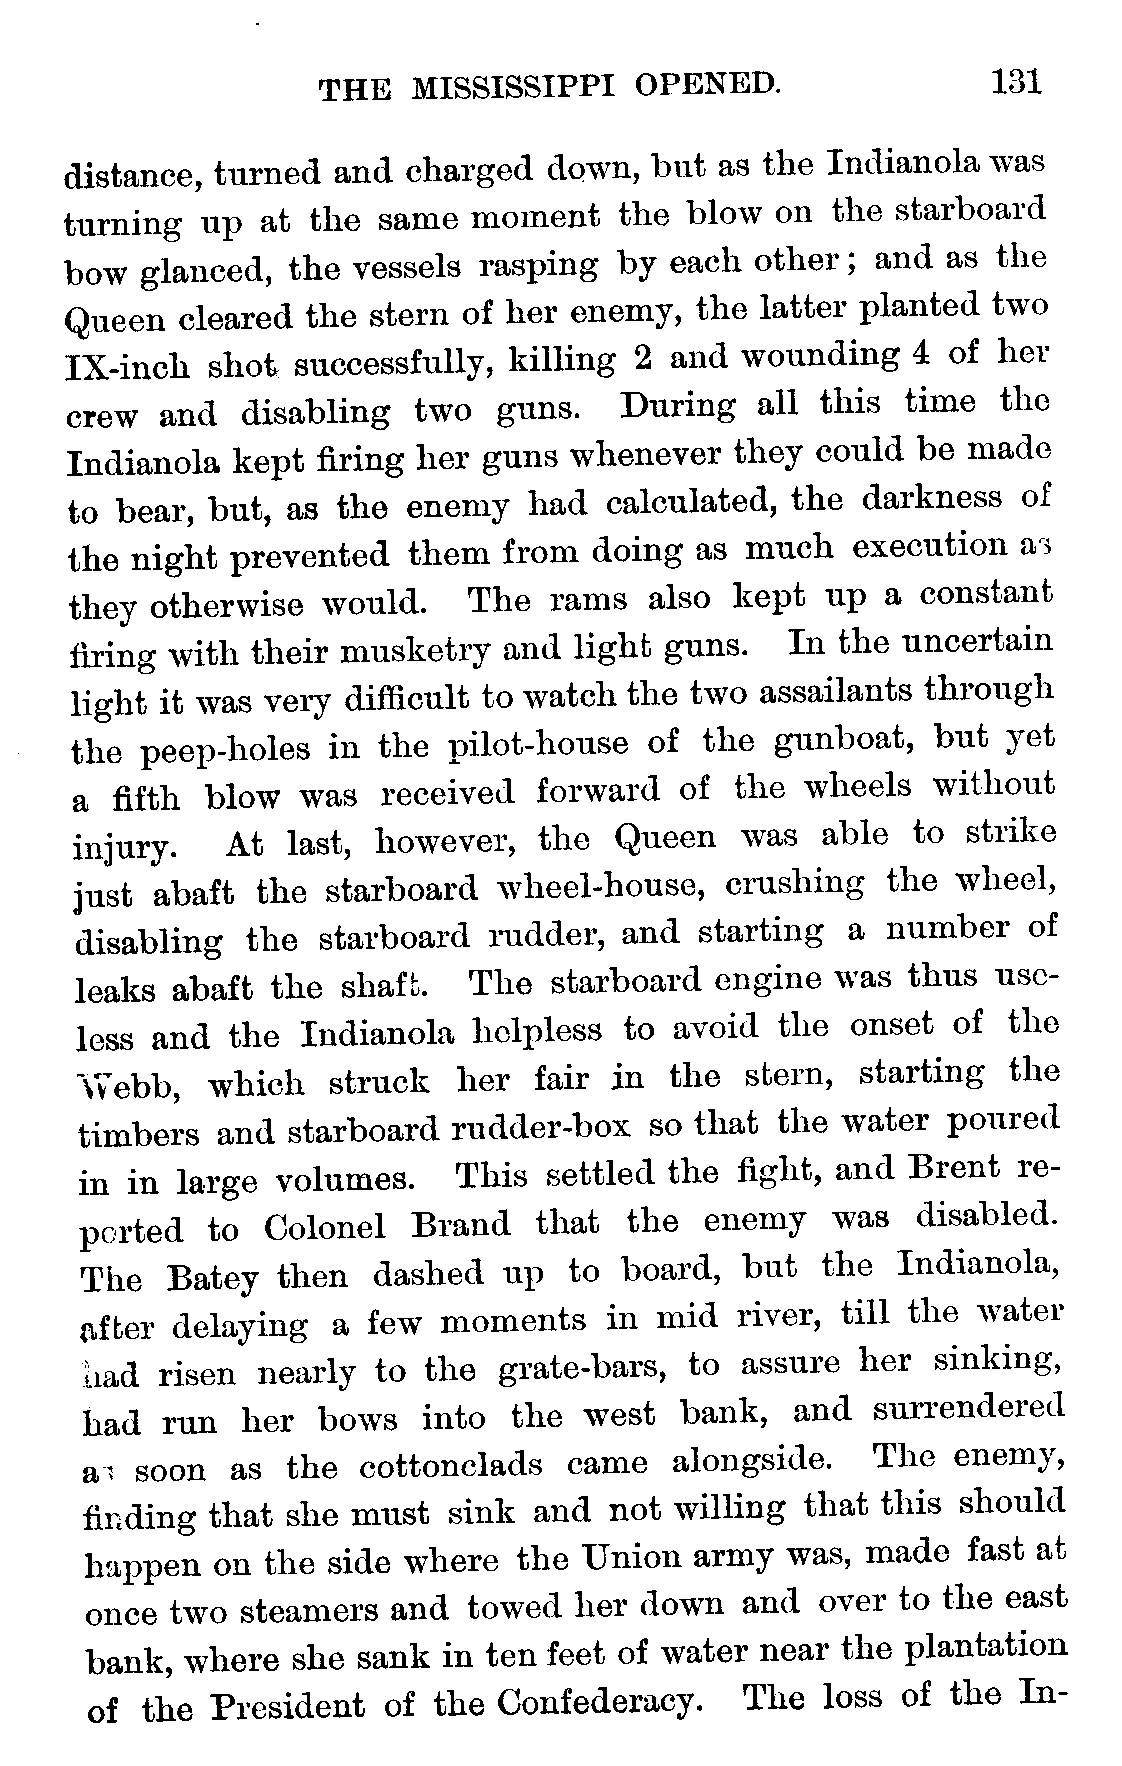 THE MISSISSIPPI OPENED. 131
distance, turned and charged down, but as the Indianola was
turning up at the same moment the blow on the starboard
bow glanced, the vessels rasping by each other; and as the
Queen cleared the stern of her enemy, the latter planted two
IX-inch shot successfully, killing 2 and wounding 4 of her
crew and disabling two guns. During all this time the
Indianola kept firing her guns whenever they could be made
to bear, but, as the enemy had calculated, the darkness of
the night prevented them from doing as much execution as
they otherwise would. The rams also kept up a constant
firing with their musketry and light guns. In the uncertain
light it was very difficult to watch the two assailants through
the peep-holes in the pilot-house of the gunboat, but yet
a fifth blow was received forward of the wheels without
injury. At last, however, the Queen was able to strike
just abaft the starboard wheel-house, crushing the wheel,
disabling the starboard rudder, and starting a number of
leaks abaft the shaft. The starboard engine was thus use-
less and the Indianola helpless to avoid the onset of the
Webb, which struck her fair in the stern, starting the
timbers and starboard rudder-box so that the water poured
in in large volumes. This settled the fight, and Brent re-
ported to Colonel Brand that the enemy was disabled.
The Batey then dashed up to board, but the Indianola,
after delaying a few moments in mid river, till the water
had risen nearly to the grate-bars, to assure her sinking,
had run her bows into the west bank, and surrendered
as soon as the cottonclads came alongside. The enemy,
finding that she must sink and not willing that this should
happen on the side where the Union army was, made fast at
once two steamers and towed her down and over to the east
bank, where she sank in ten feet of water near the plantation
of the President of the Confederacy. The loss of the In-